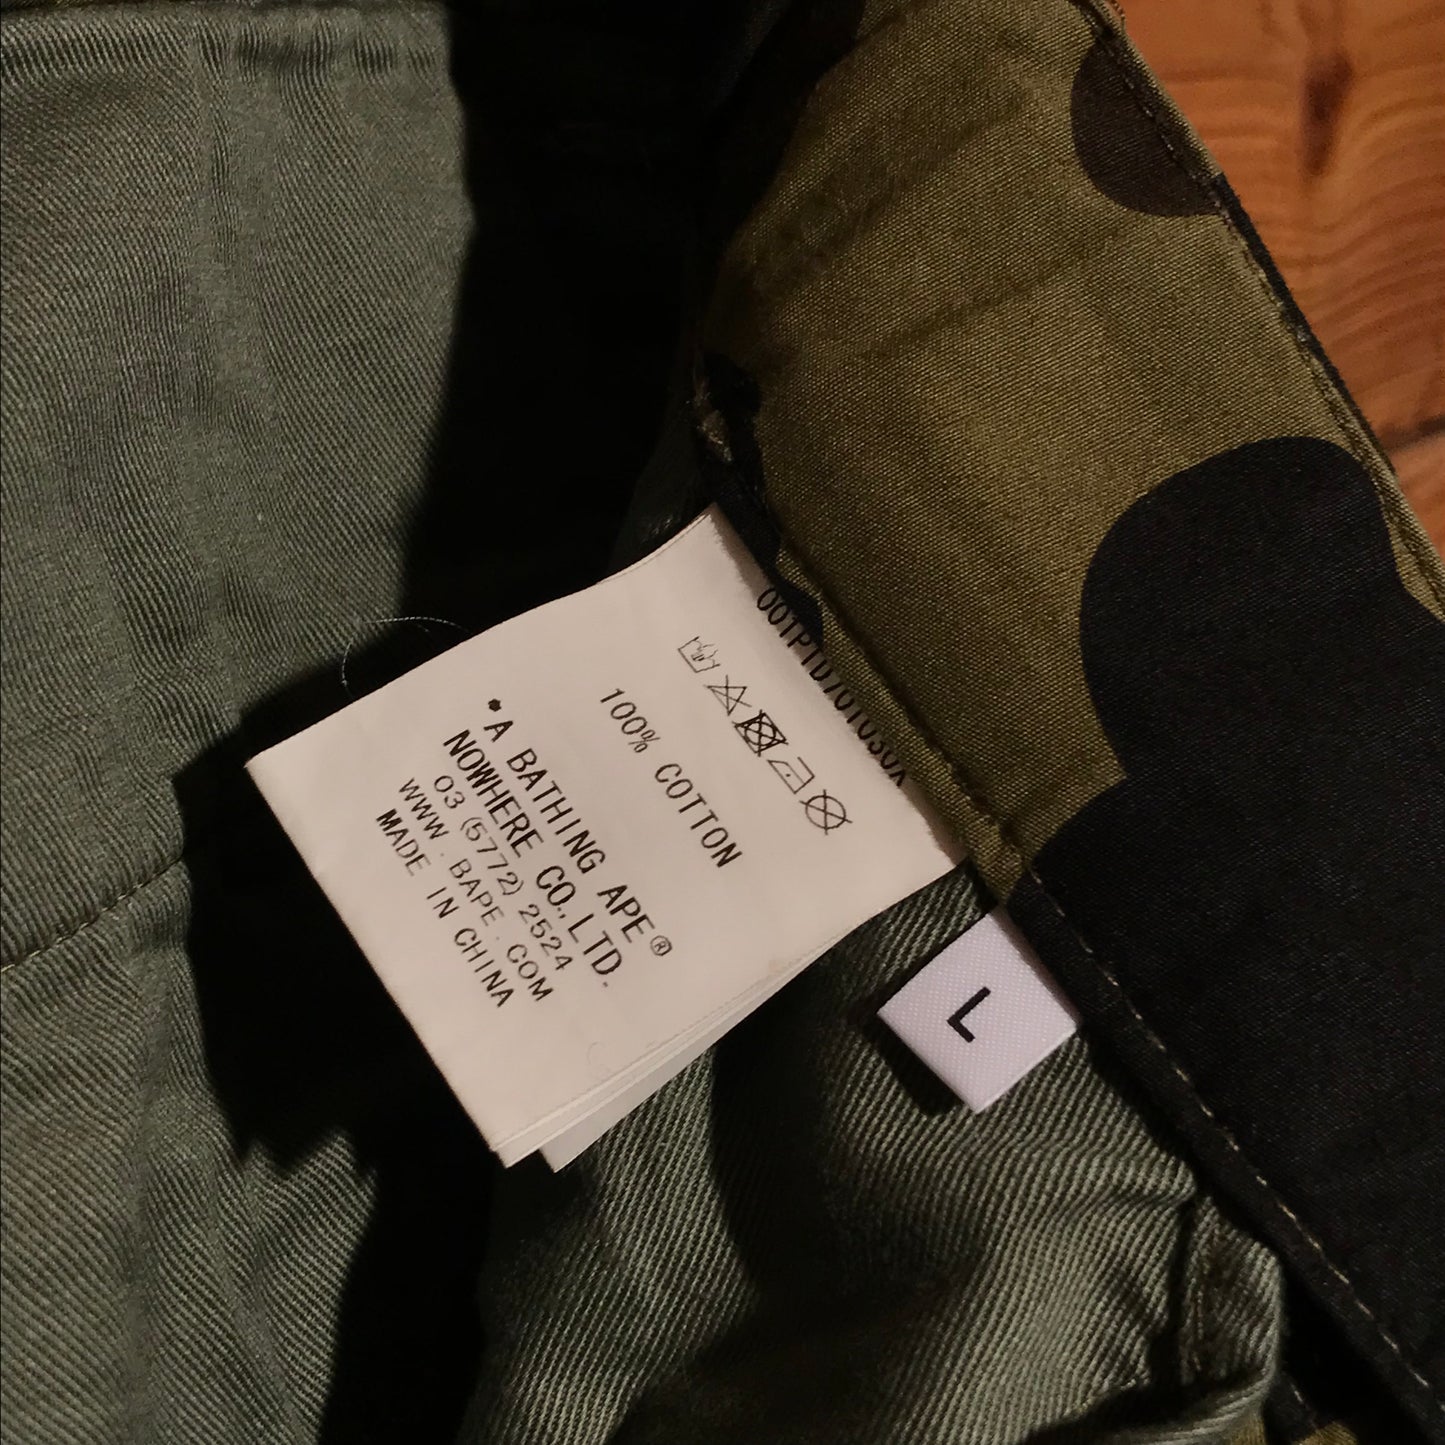 100% COTTON
*A BATHING APE®
NOWHERE CO., LTD.
03 (5772) 2524
WWW.BAPE.COM
MADE IN CHINA
L